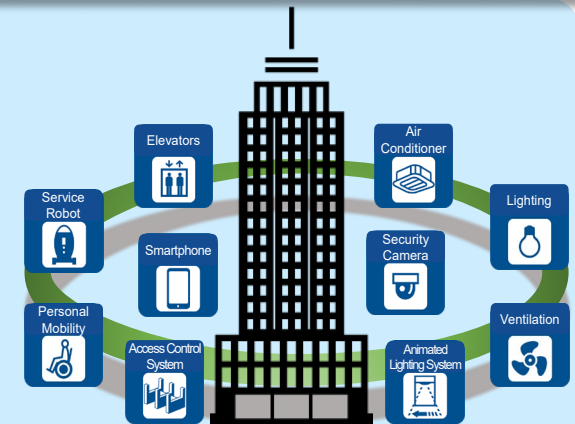 Elevators
Air
Conditioner
Service
Robot
Lighting
Smartphone
Security
Camera
Personal
Mobility
Ventilation
Access Control
System
Animated
Lighting System